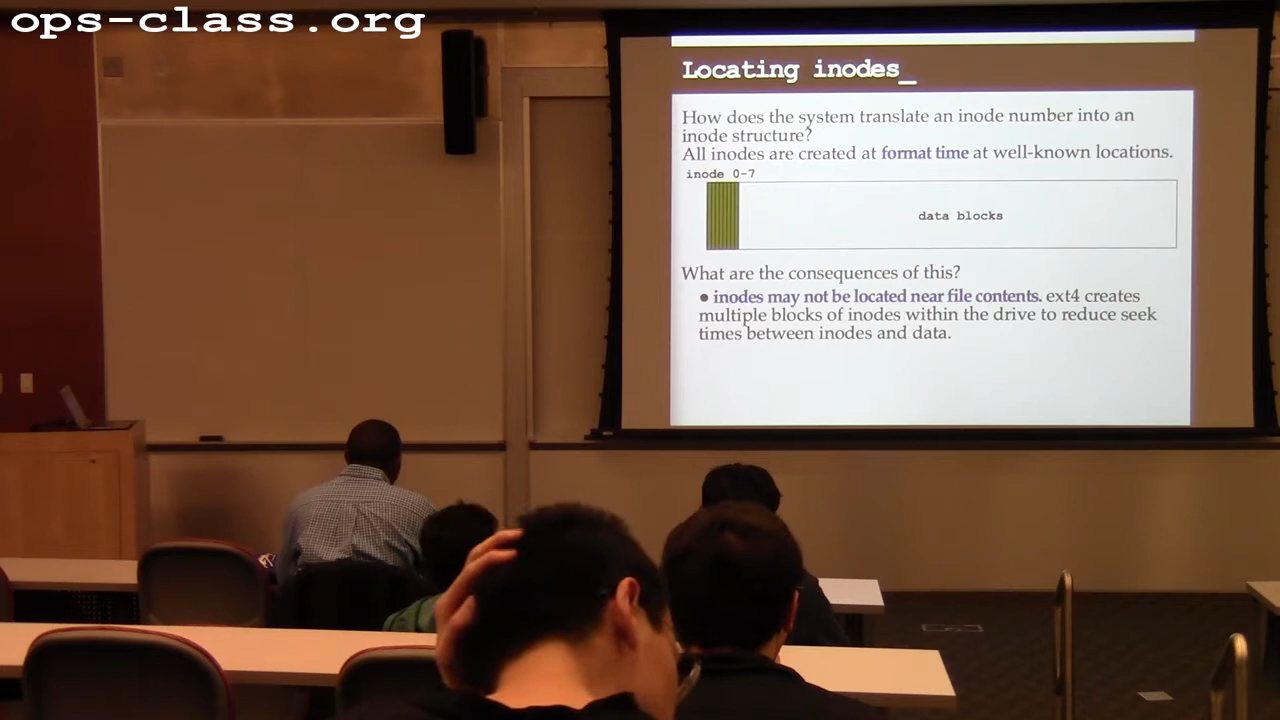 ops-class.org
Locating inodes_
How does the system translate an inode number into an
inode structure?
All inodes are created at format time at well-known locations.
inode 0-7
data blocks
What are the consequences of this?
• inodes may not be located near file contents. ext4 creates
multiple blocks of inodes within the drive to reduce seek
times between inodes and data.